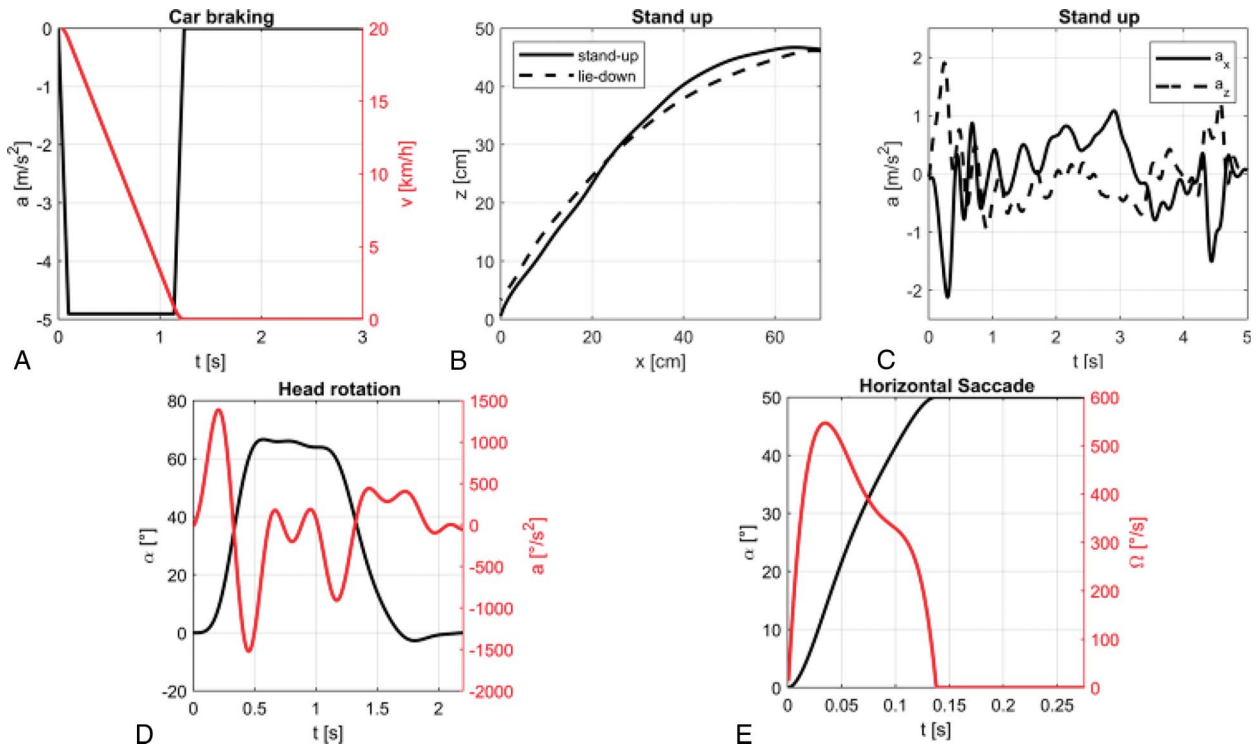 Car braking
0
-1
-2
-3
-4
-5
a [m/s²]
20
15
10
5
0
v [km/h]
0 1 2 3
t [s]
A
Stand up
50
40
30
20
10
0
z [cm]
stand-up
lie-down
0 20 40 60
x [cm]
B
Stand up
2
1
0
-1
-2
a [m/s²]
a_x
a_z
0 1 2 3 4 5
t [s]
C
Head rotation
80
60
40
20
0
-20
α [°]
1500
1000
500
0
-500
-1000
-1500
-2000
a [°/s²]
0 0.5 1 1.5 2
t [s]
D
Horizontal Saccade
50
40
30
20
10
0
α [°]
600
500
400
300
200
100
0
Ω [°/s]
0 0.05 0.1 0.15 0.2 0.25
t [s]
E